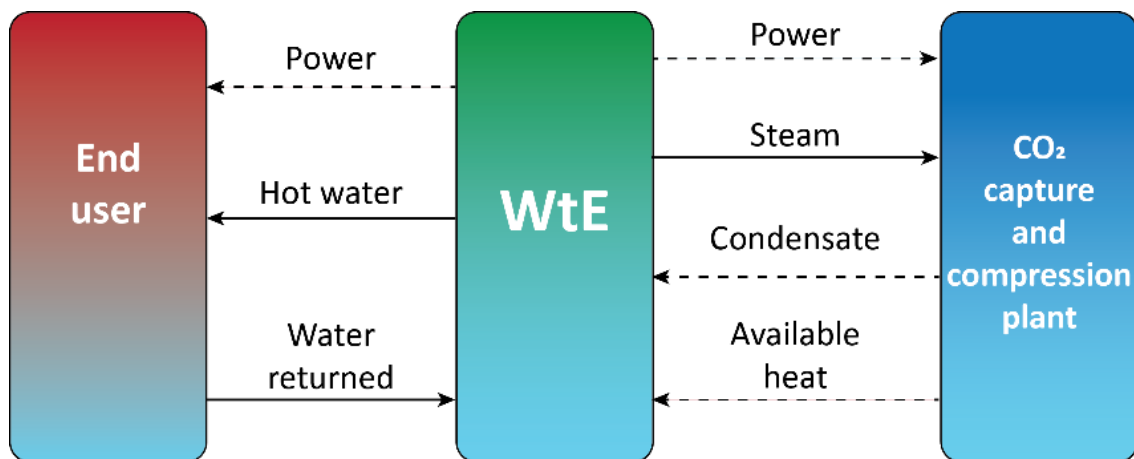 End
user
Power
Hot water
Water
returned
WtE
Power
Steam
Condensate
Available
heat
CO₂
capture
and
compression
plant